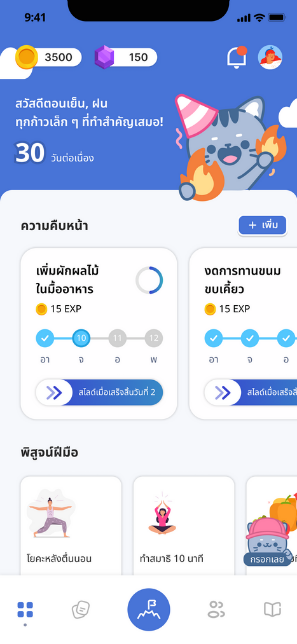 9:41
3500
150
สวัสดีตอนเย็น, ฝน
ทุกก้าวเล็ก ๆ ที่ทำสำคัญเสมอ!
30 วันต่อเนื่อง
ความคืบหน้า
+ เพิ่ม
เพิ่มผักผลไม้
ในมื้ออาหาร
15 EXP
10 11 12
อา จ อ พ
สไลด์เมื่อเสร็จสิ้นวันที่ 2
งดการทานขนม
ขบเคี้ยว
15 EXP
อา จ อ
สไลด์เมื่อเสร็จสิ
พิสูจน์ฝีมือ
โยคะหลังตื่นนอน
ทำสมาธิ 10 นาที
กรอกเลย